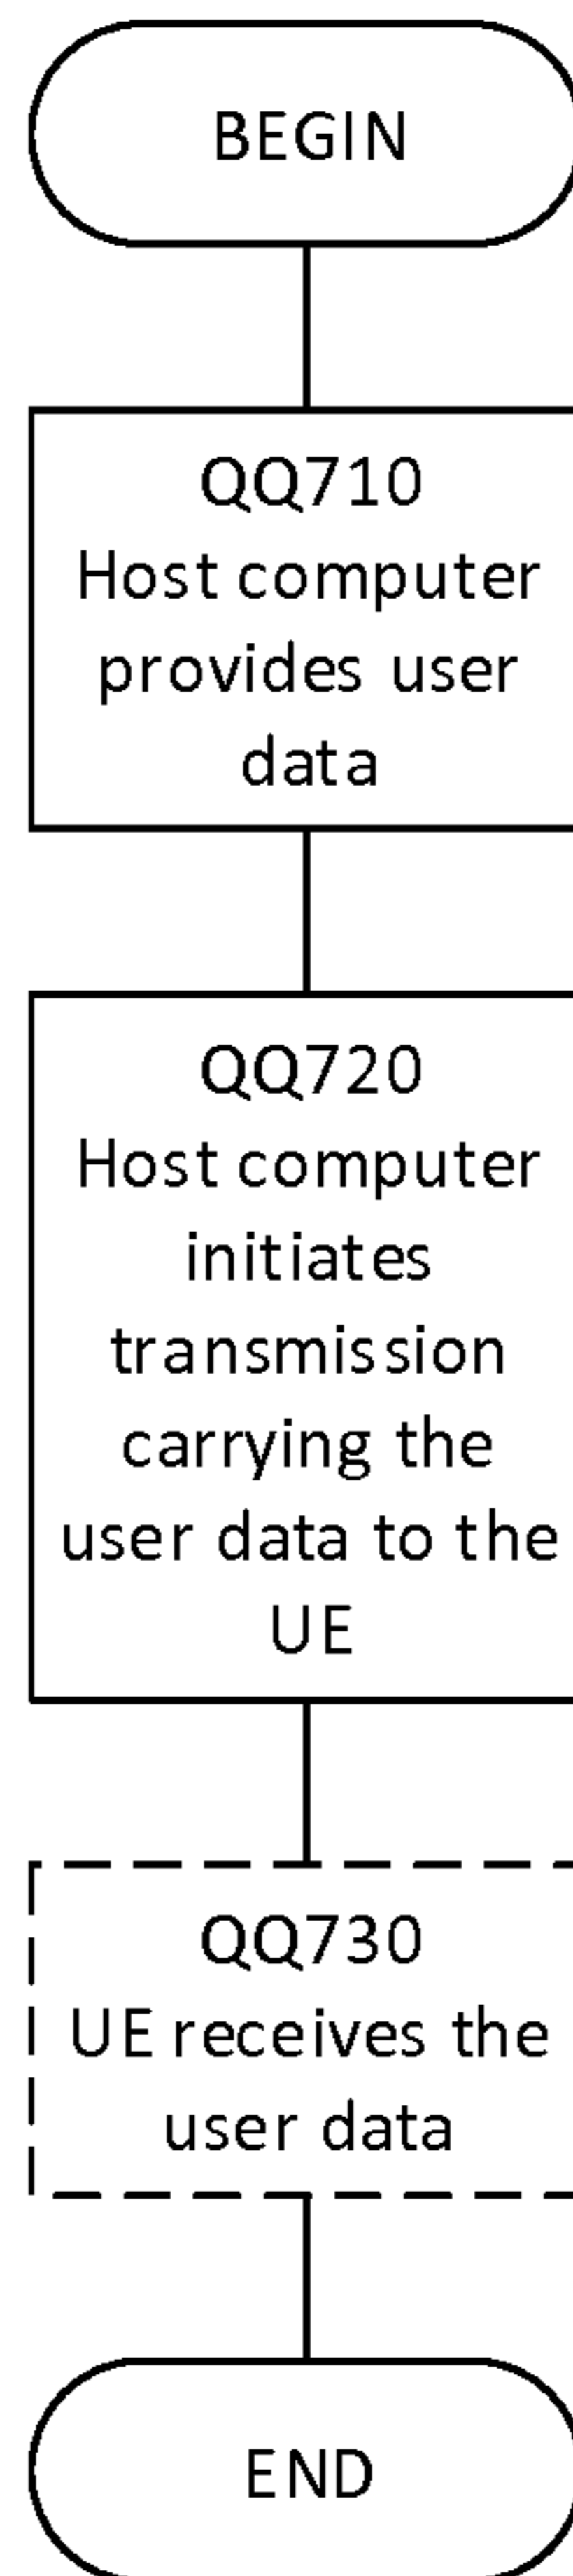 BEGIN
QQ710
Host computer
provides user
data
QQ720
Host computer
initiates
transmission
carrying the
user data to the
UE
QQ730
UE receives the
user data
END